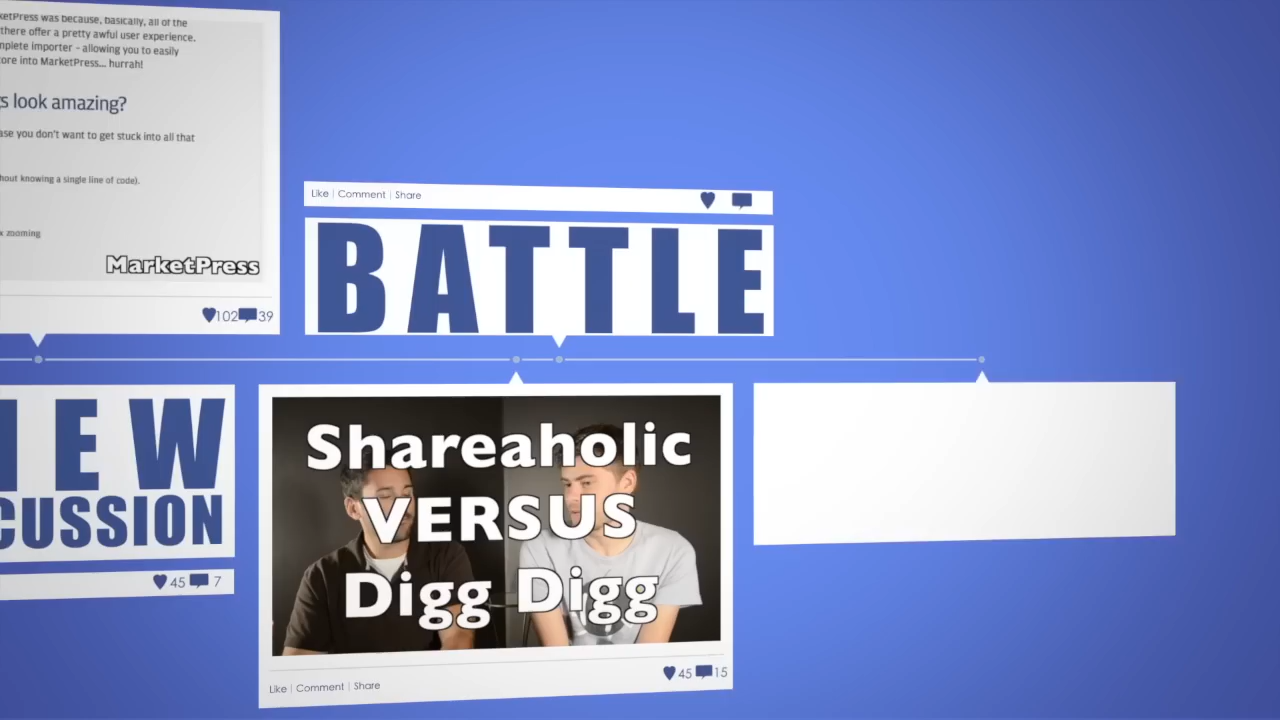 ketPress was because, basically, all of the
there offer a pretty awful user experience.
mplete importer - allowing you to easily
ore into MarketPress... hurrah!
s look amazing?
ase you don't want to get stuck into all that
hout knowing a single line of code).
x zooming
MarketPress
102 39
Like | Comment | Share
BATTLE
IEW
CUSSION
45 7
Shareaholic
VERSUS
Digg Digg
Like | Comment | Share
45 15